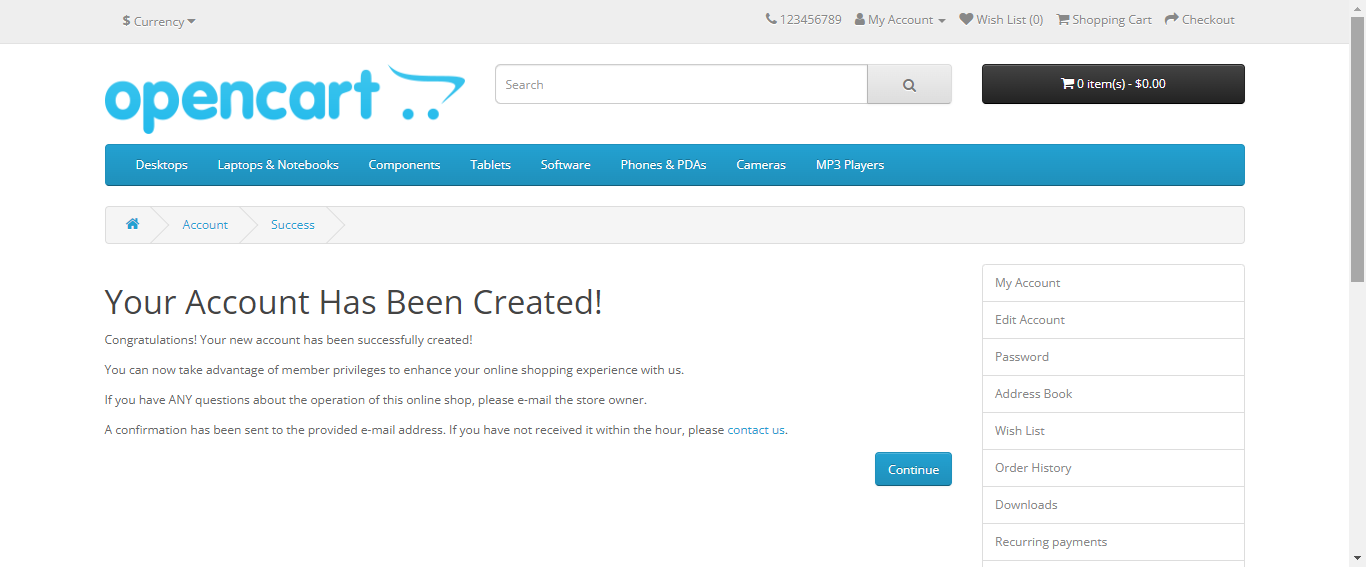 $ Currency
123456789 My Account Wish List (0) Shopping Cart Checkout
opencart
Search
0 item(s) - $0.00
Desktops Laptops & Notebooks Components Tablets Software Phones & PDAs Cameras MP3 Players
Account Success
Your Account Has Been Created!
Congratulations! Your new account has been successfully created!
You can now take advantage of member privileges to enhance your online shopping experience with us.
If you have ANY questions about the operation of this online shop, please e-mail the store owner.
A confirmation has been sent to the provided e-mail address. If you have not received it within the hour, please contact us.
Continue
My Account
Edit Account
Password
Address Book
Wish List
Order History
Downloads
Recurring payments